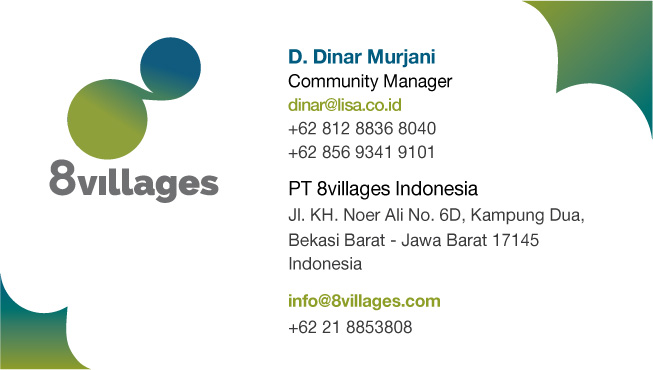 8villages
D. Dinar Murjani
Community Manager
dinar@lisa.co.id
+62 812 8836 8040
+62 856 9341 9101
PT 8villages Indonesia
Jl. KH. Noer Ali No. 6D, Kampung Dua,
Bekasi Barat - Jawa Barat 17145
Indonesia
info@8villages.com
+62 21 8853808